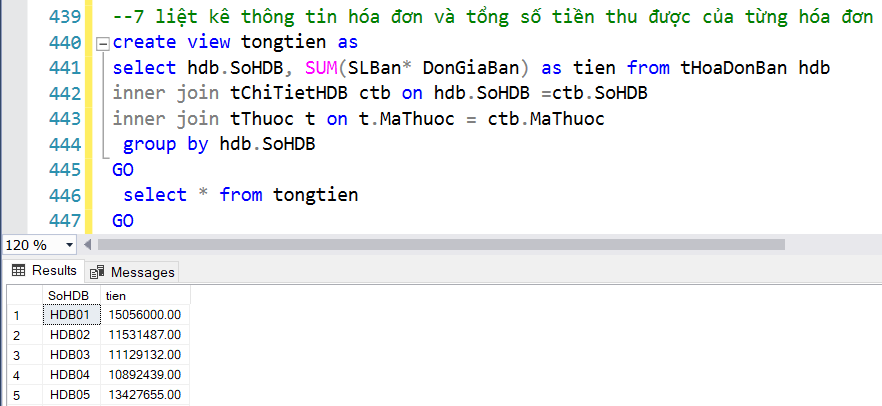 439 --7 liệt kê thông tin hóa đơn và tổng số tiền thu được của từng hóa đơn
440 create view tongtien as
441 select hdb.SoHDB, SUM(SLBan* DonGiaBan) as tien from tHoaDonBan hdb
442 inner join tChiTietHDB ctb on hdb.SoHDB =ctb.SoHDB
443 inner join tThuoc t on t.MaThuoc = ctb.MaThuoc
444 group by hdb.SoHDB
445 GO
446 select * from tongtien
447 GO
120 %
Results Messages
SoHDB tien
1 HDB01 15056000.00
2 HDB02 11531487.00
3 HDB03 11129132.00
4 HDB04 10892439.00
5 HDB05 13427655.00